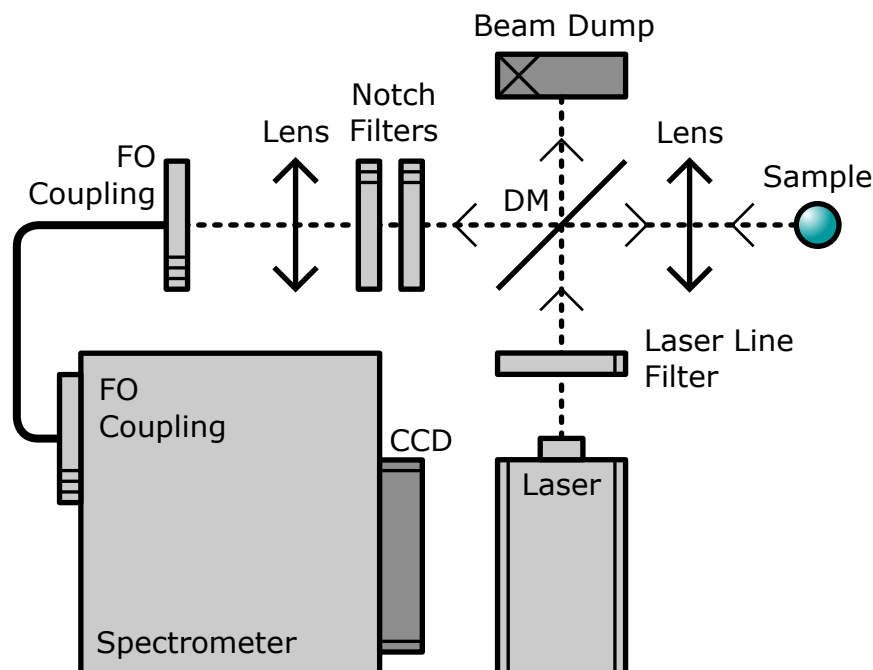 Beam Dump
Notch
Filters
Lens
Lens
FO
Coupling
DM
Sample
Laser Line
Filter
FO
Coupling
CCD
Laser
Spectrometer